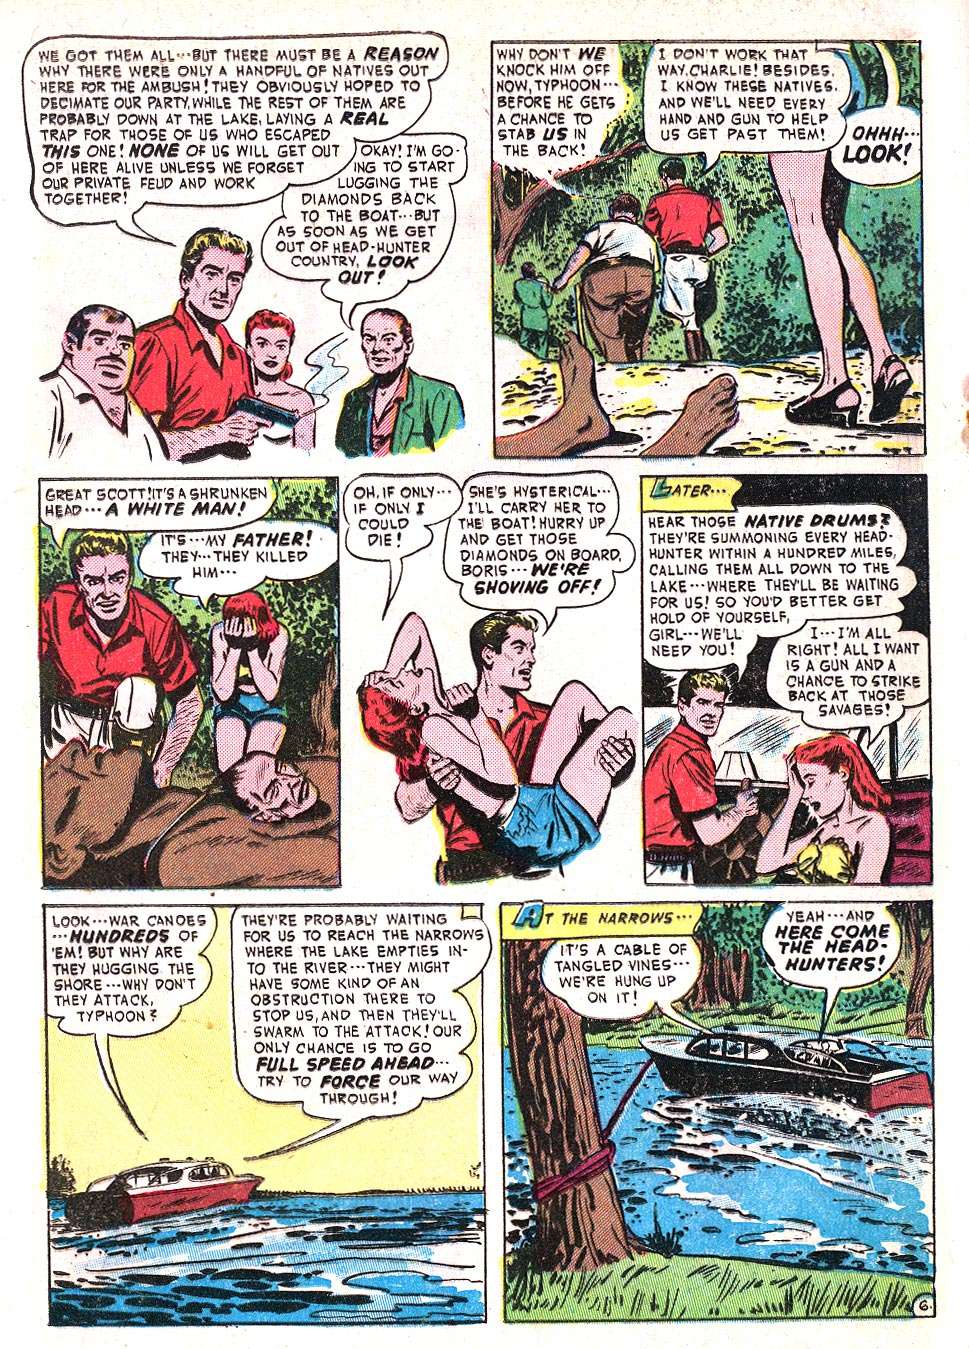 WE GOT THEM ALL---BUT THERE MUST BE A REASON
WHY THERE WERE ONLY A HANDFUL OF NATIVES OUT
HERE FOR THE AMBUSH! THEY OBVIOUSLY HOPED TO
DECIMATE OUR PARTY, WHILE THE REST OF THEM ARE
PROBABLY DOWN AT THE LAKE, LAYING A REAL
TRAP FOR THOSE OF US WHO ESCAPED
THIS ONE! NONE OF US WILL GET OUT
OF HERE ALIVE UNLESS WE FORGET
OUR PRIVATE FEUD AND WORK
TOGETHER!
OKAY! I'M GO-
ING TO START
LUGGING THE
DIAMONDS BACK
TO THE BOAT---BUT
AS SOON AS WE GET
OUT OF HEAD-HUNTER
COUNTRY, LOOK
OUT!
WHY DON'T WE
KNOCK HIM OFF
NOW, TYPHOON---
BEFORE HE GETS
A CHANCE TO
STAB US IN
THE BACK!
I DON'T WORK THAT
WAY, CHARLIE! BESIDES,
I KNOW THESE NATIVES,
AND WE'LL NEED EVERY
HAND AND GUN TO HELP
US GET PAST THEM!
OHHH---
LOOK!
GREAT SCOTT! IT'S A SHRUNKEN
HEAD--- A WHITE MAN!
IT'S---MY FATHER!
THEY---THEY KILLED
HIM---
OH, IF ONLY---
IF ONLY I
COULD
DIE!
SHE'S HYSTERICAL---
I'LL CARRY HER TO
THE BOAT! HURRY UP
AND GET THOSE
DIAMONDS ON BOARD,
BORIS---WE'RE
SHOVING OFF!
LATER---
HEAR THOSE NATIVE DRUMS?
THEY'RE SUMMONING EVERY HEAD-
HUNTER WITHIN A HUNDRED MILES,
CALLING THEM ALL DOWN TO THE
LAKE---WHERE THEY'LL BE WAITING
FOR US! SO YOU'D BETTER GET
HOLD OF YOURSELF,
GIRL---WE'LL
NEED YOU!
I---I'M ALL
RIGHT! ALL I WANT
IS A GUN AND A
CHANCE TO STRIKE
BACK AT THOSE
SAVAGES!
LOOK---WAR CANOES
---HUNDREDS OF
'EM! BUT WHY ARE
THEY HUGGING THE
SHORE---WHY DON'T
THEY ATTACK,
TYPHOON?
THEY'RE PROBABLY WAITING
FOR US TO REACH THE NARROWS
WHERE THE LAKE EMPTIES IN-
TO THE RIVER---THEY MIGHT
HAVE SOME KIND OF AN
OBSTRUCTION THERE TO
STOP US, AND THEN THEY'LL
SWARM TO THE ATTACK! OUR
ONLY CHANCE IS TO GO
FULL SPEED AHEAD---
TRY TO FORCE OUR WAY
THROUGH!
AT THE NARROWS---
IT'S A CABLE OF
TANGLED VINES---
WE'RE HUNG UP
ON IT!
YEAH---AND
HERE COME
THE HEAD-
HUNTERS!
6.